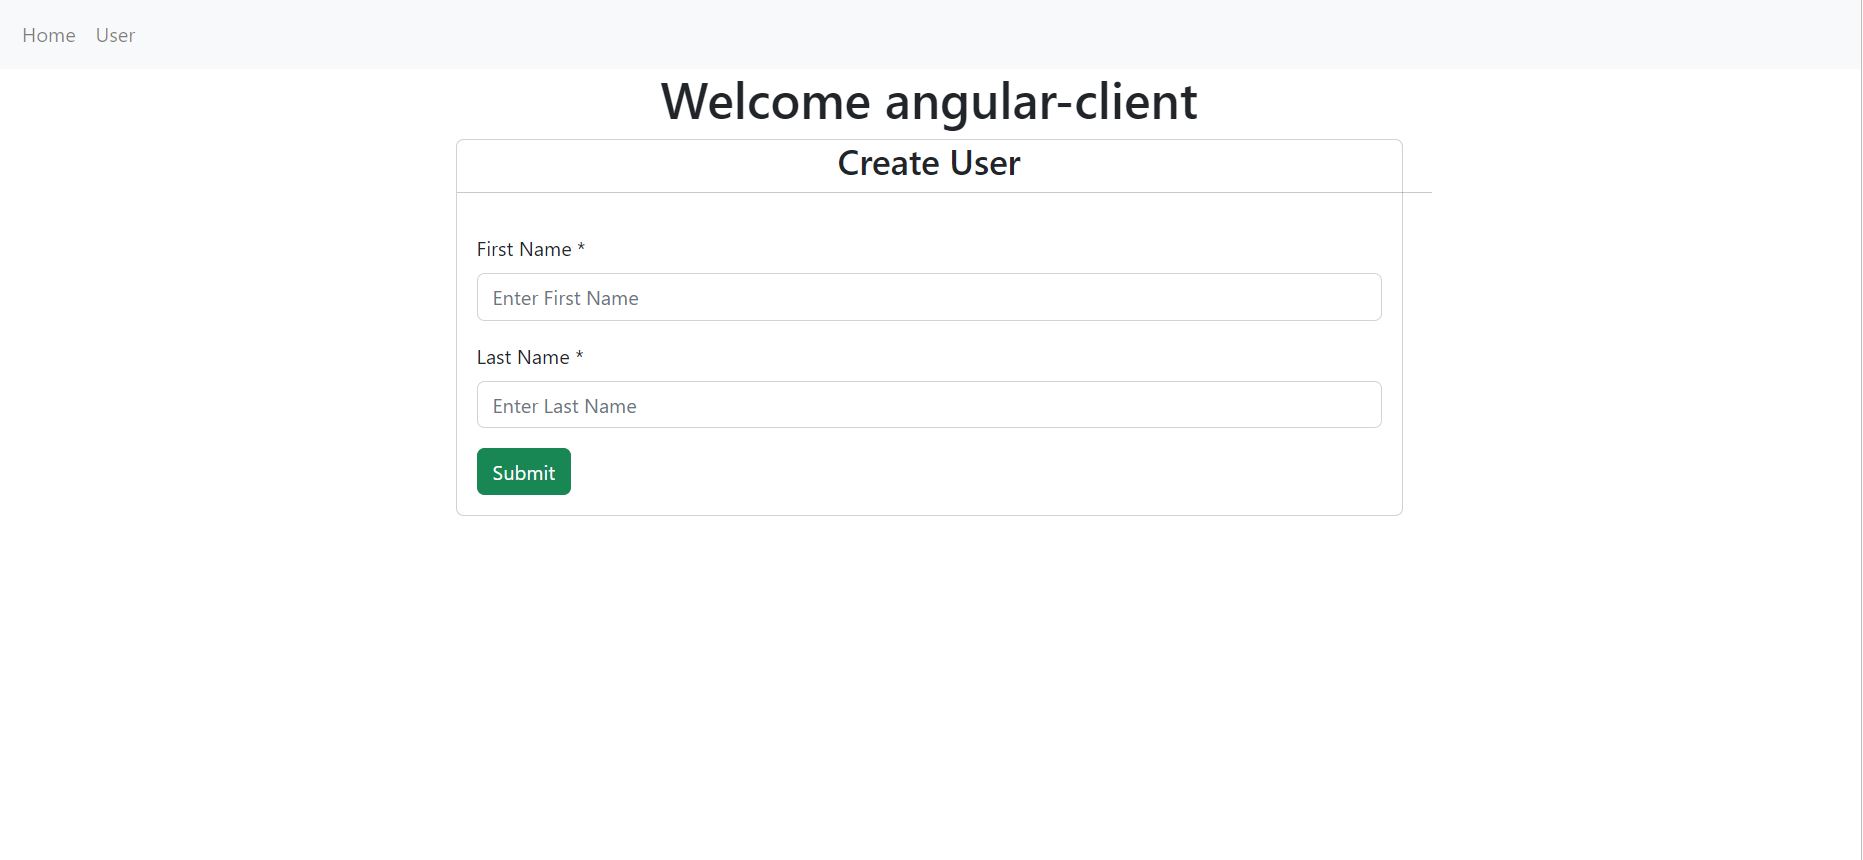 Home User
Welcome angular-client
Create User
First Name *
Enter First Name
Last Name *
Enter Last Name
Submit